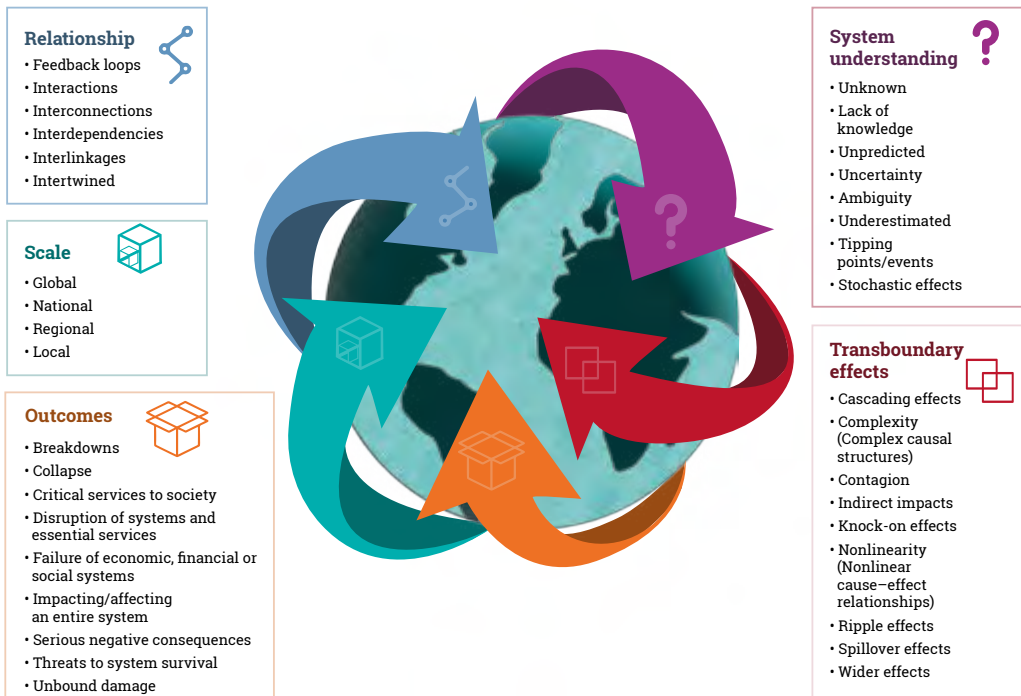 Relationship
• Feedback loops
• Interactions
• Interconnections
• Interdependencies
• Interlinkages
• Intertwined
Scale
• Global
• National
• Regional
• Local
Outcomes
• Breakdowns
• Collapse
• Critical services to society
• Disruption of systems and
essential services
• Failure of economic, financial or
social systems
• Impacting/affecting
an entire system
• Serious negative consequences
• Threats to system survival
• Unbound damage
System
understanding
• Unknown
• Lack of
knowledge
• Unpredicted
• Uncertainty
• Ambiguity
• Underestimated
• Tipping
points/events
• Stochastic effects
Transboundary
effects
• Cascading effects
• Complexity
(Complex causal
structures)
• Contagion
• Indirect impacts
• Knock-on effects
• Nonlinearity
(Nonlinear
cause–effect
relationships)
• Ripple effects
• Spillover effects
• Wider effects